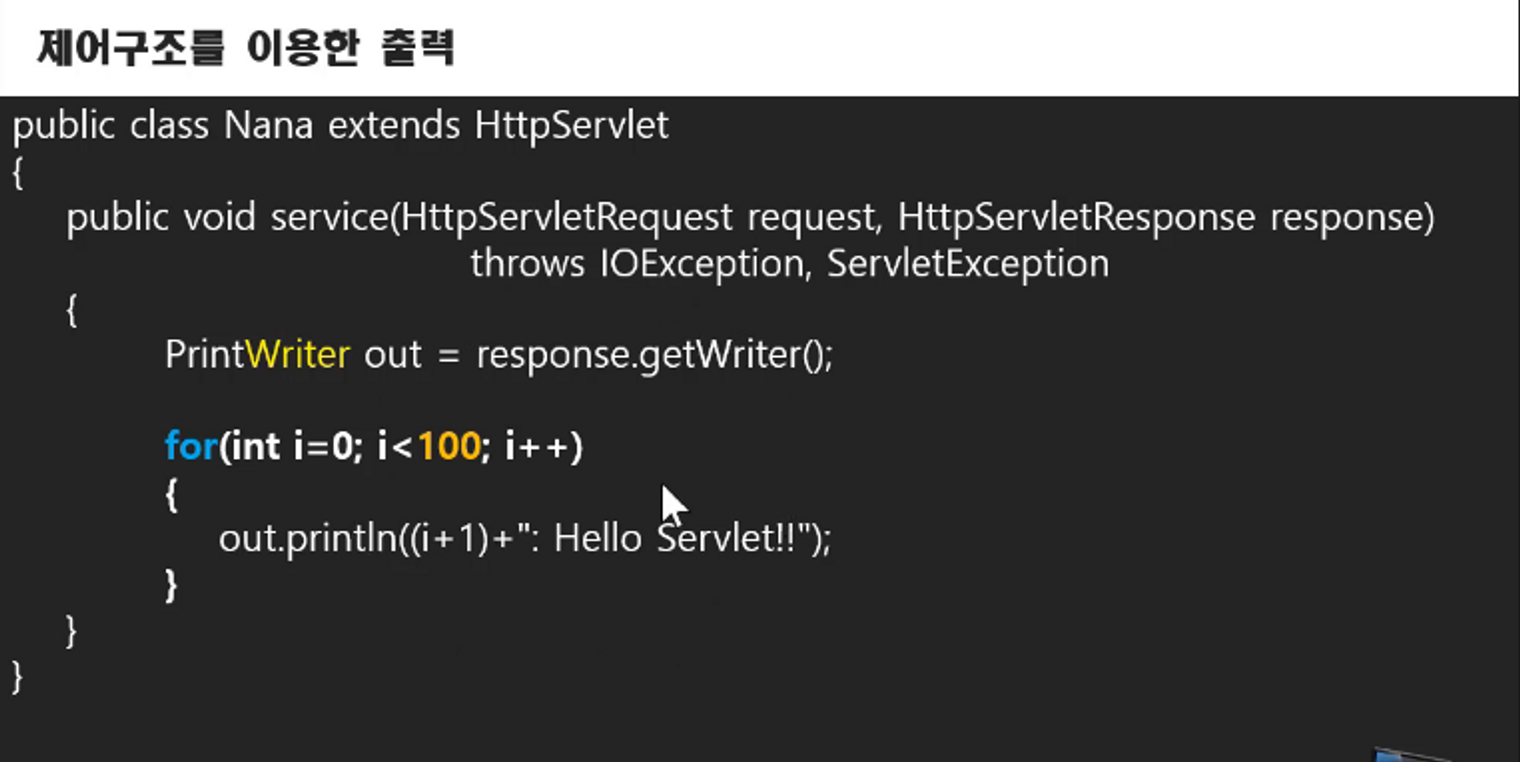 제어구조를 이용한 출력
public class Nana extends HttpServlet
{
public void service(HttpServletRequest request, HttpServletResponse response)
throws IOException, ServletException
{
PrintWriter out = response.getWriter();
for(int i=0; i<100; i++)
{
out.println((i+1)+": Hello Servlet!!");
}
}
}